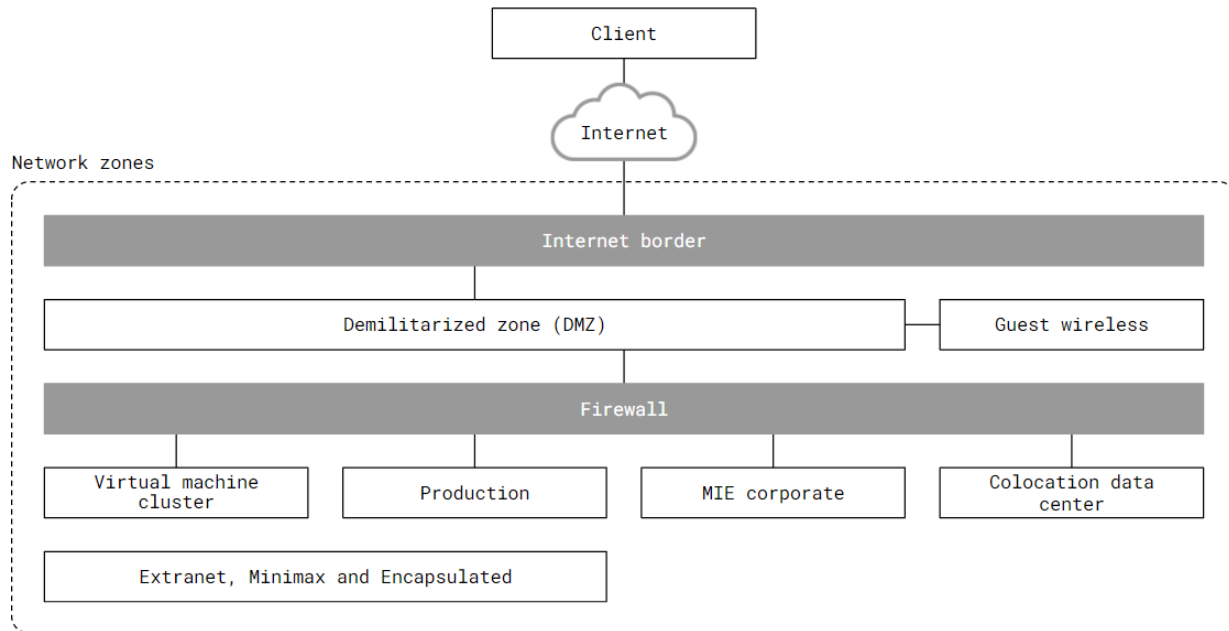 Client
Internet
Network zones
Internet border
Demilitarized zone (DMZ)
Guest wireless
Firewall
Virtual machine
cluster
Production
MIE corporate
Colocation data
center
Extranet, Minimax and Encapsulated